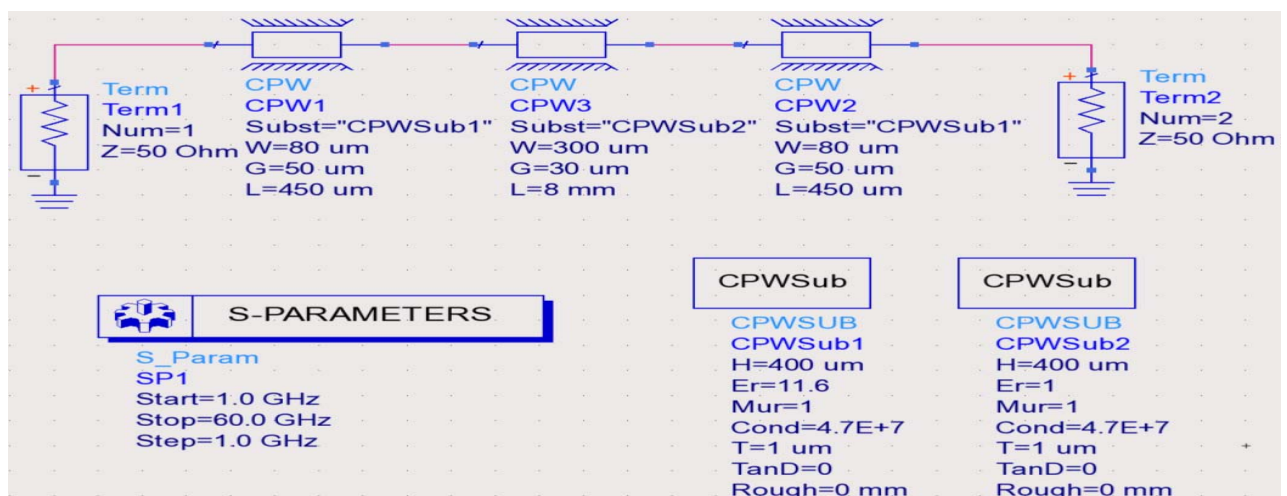 +
Term
Term1
Num=1
Z=50 Ohm
−
CPW
CPW1
Subst="CPWSub1"
W=80 um
G=50 um
L=450 um
CPW
CPW3
Subst="CPWSub2"
W=300 um
G=30 um
L=8 mm
CPW
CPW2
Subst="CPWSub1"
W=80 um
G=50 um
L=450 um
+
Term
Term2
Num=2
Z=50 Ohm
−
S-PARAMETERS
S_Param
SP1
Start=1.0 GHz
Stop=60.0 GHz
Step=1.0 GHz
CPWSub
CPWSUB
CPWSub1
H=400 um
Er=11.6
Mur=1
Cond=4.7E+7
T=1 um
TanD=0
Rough=0 mm
CPWSub
CPWSUB
CPWSub2
H=400 um
Er=1
Mur=1
Cond=4.7E+7
T=1 um
TanD=0
Rough=0 mm